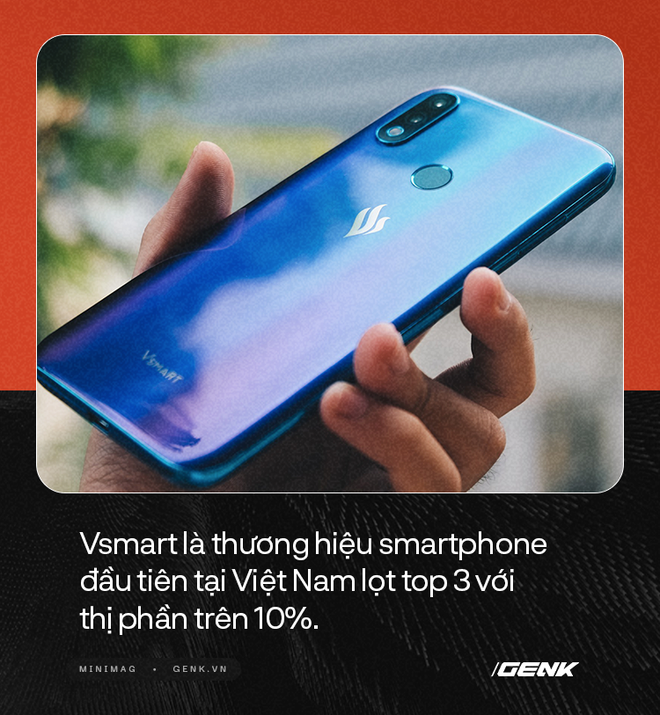 VSMART
Vsmart là thương hiệu smartphone
đầu tiên tại Việt Nam lọt top 3 với
thị phần trên 10%.
MINIMAG • GENK.VN
/GENK